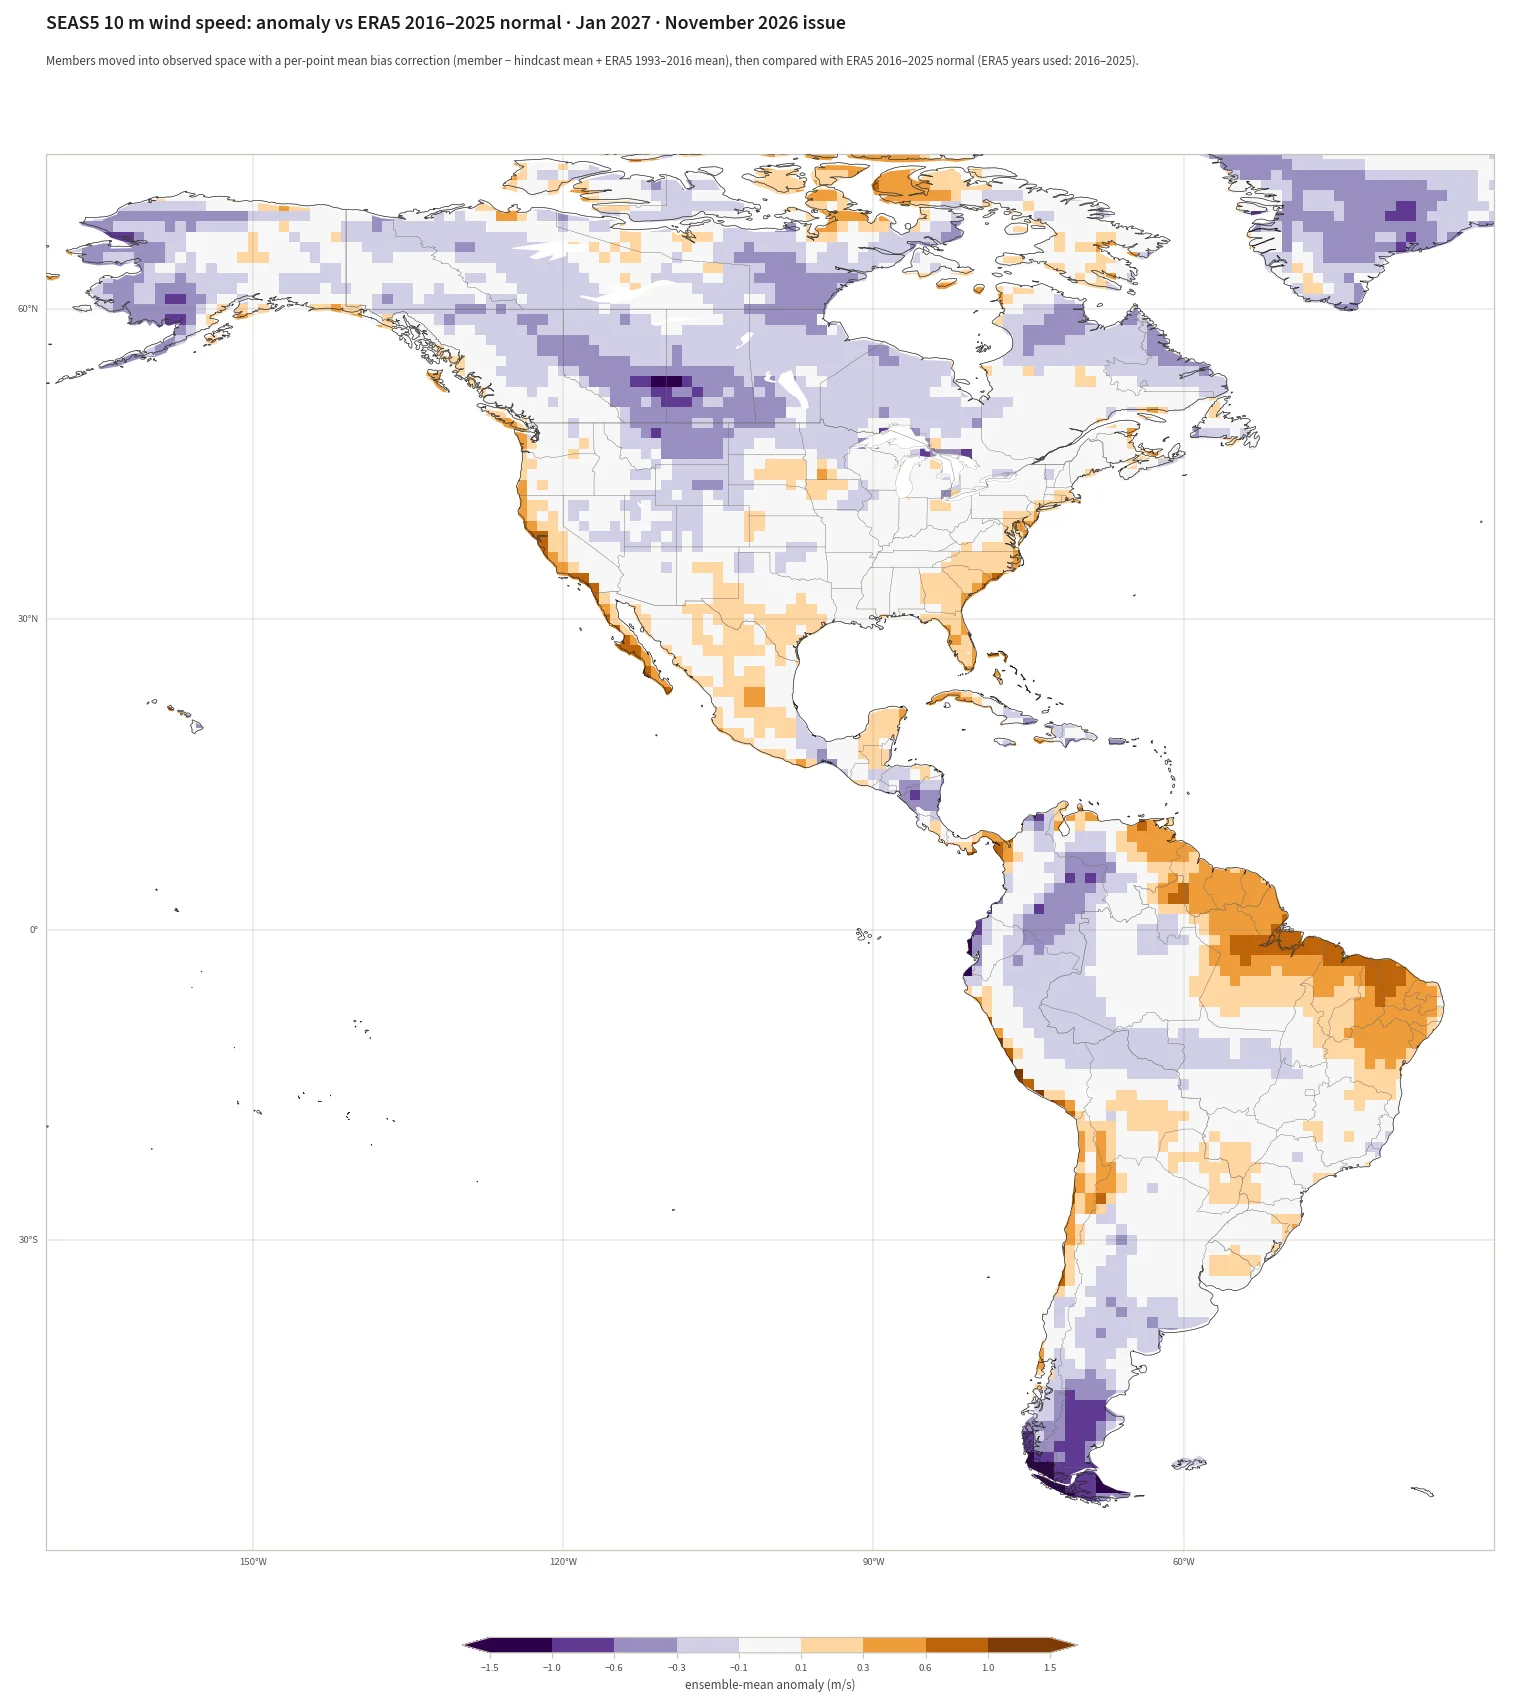 SEAS5 10 m wind speed: anomaly vs ERA5 2016–2025 normal · Jan 2027 · November 2026 issue
Members moved into observed space with a per-point mean bias correction (member − hindcast mean + ERA5 1993–2016 mean), then compared with ERA5 2016–2025 normal (ERA5 years used: 2016–2025).
60°N
30°N
0°
30°S
150°W 120°W 90°W 60°W
−1.5 −1.0 −0.6 −0.3 −0.1 0.1 0.3 0.6 1.0 1.5
ensemble-mean anomaly (m/s)